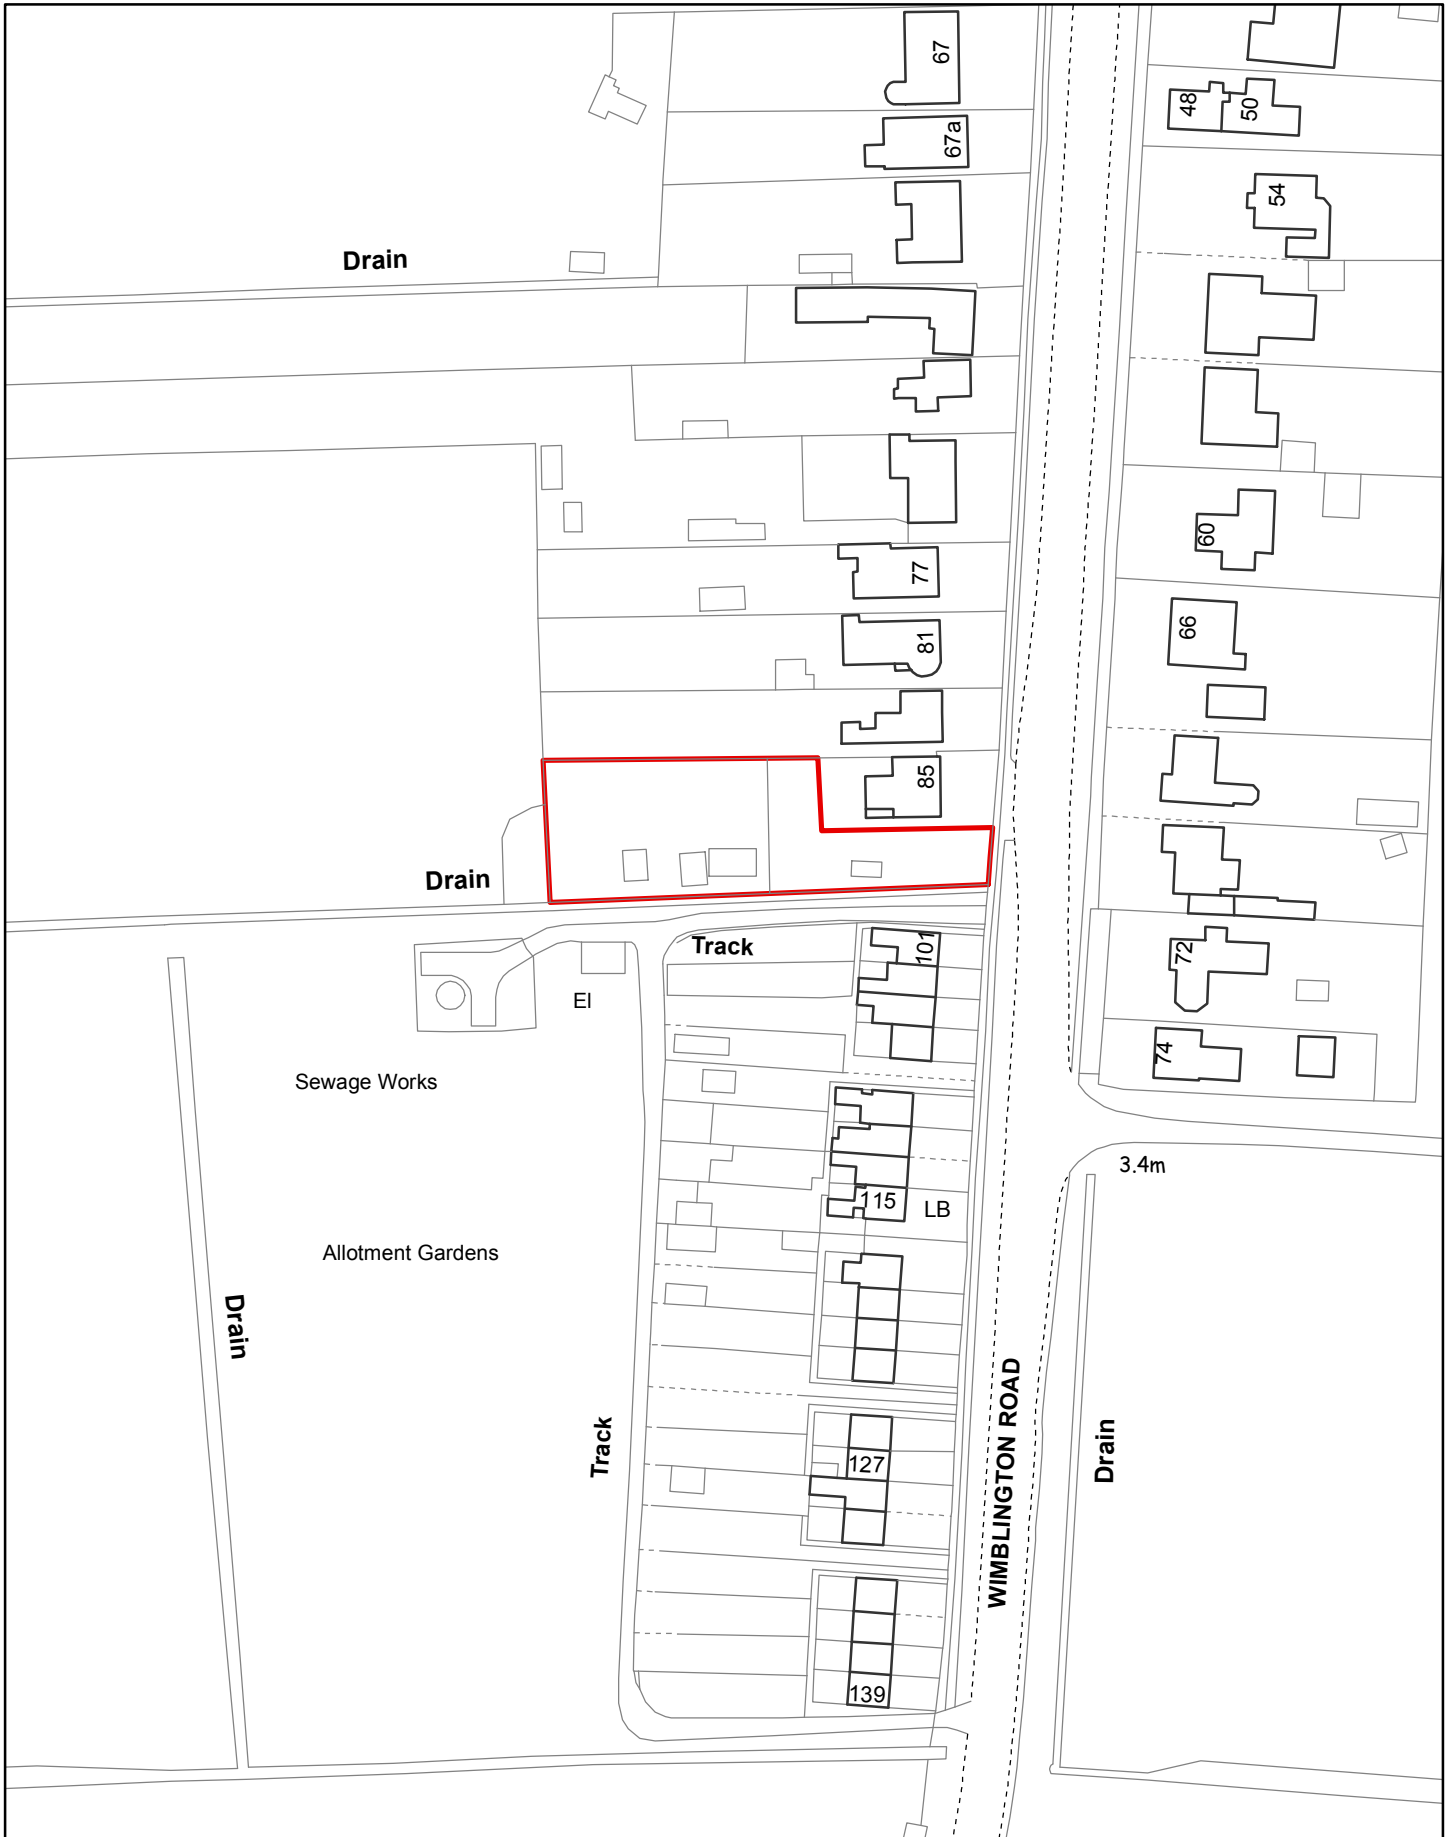 67
48
50
67a
54
Drain
60
77
66
81
85
Drain
Track
101
72
El
74
Sewage Works
3.4m
115
LB
Allotment Gardens
Drain
WIMBLINGTON ROAD
Track
Drain
127
139